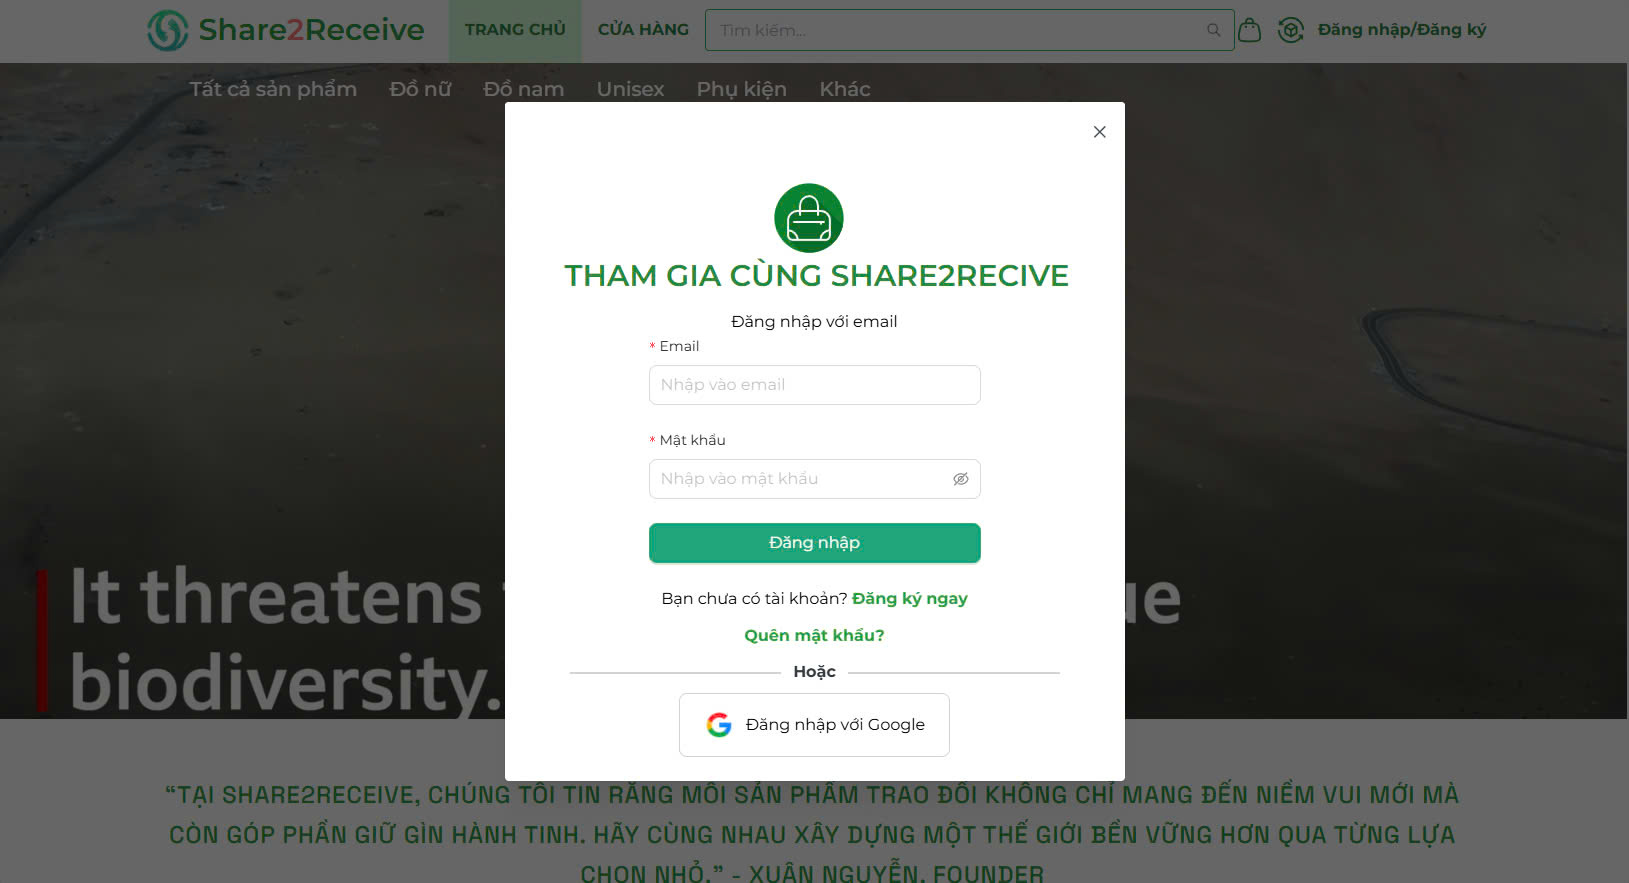 Share2Receive TRANG CHỦ CỬA HÀNG Tìm kiếm... Đăng nhập/Đăng ký
Tất cả sản phẩm Đồ nữ Đồ nam Unisex Phụ kiện Khác
THAM GIA CÙNG SHARE2RECIVE
Đăng nhập với email
* Email
Nhập vào email
* Mật khẩu
Nhập vào mật khẩu
Đăng nhập
Bạn chưa có tài khoản? Đăng ký ngay
Quên mật khẩu?
Hoặc
Đăng nhập với Google
It threatens
biodiversity.
“TẠI SHARE2RECEIVE, CHÚNG TÔI TIN RẰNG MỖI SẢN PHẨM TRAO ĐỔI KHÔNG CHỈ MANG ĐẾN NIỀM VUI MỚI MÀ
CÒN GÓP PHẦN GIỮ GÌN HÀNH TINH. HÃY CÙNG NHAU XÂY DỰNG MỘT THẾ GIỚI BỀN VỮNG HƠN QUA TỪNG LỰA
CHỌN NHỎ.” - XUÂN NGUYỄN, FOUNDER